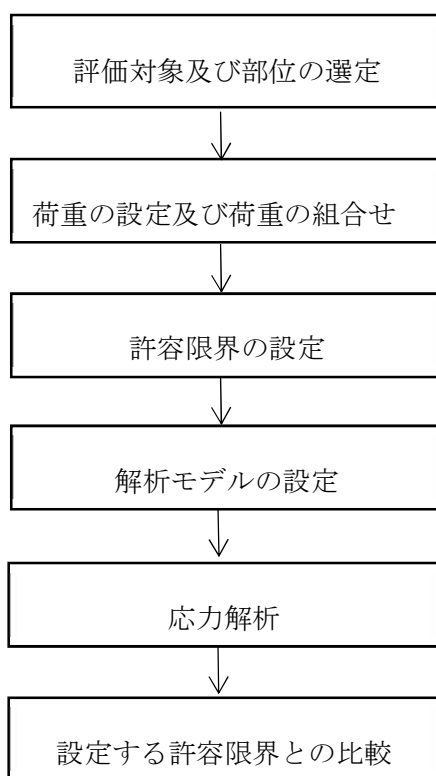 評価対象及び部位の選定
荷重の設定及び荷重の組合せ
許容限界の設定
解析モデルの設定
応力解析
設定する許容限界との比較